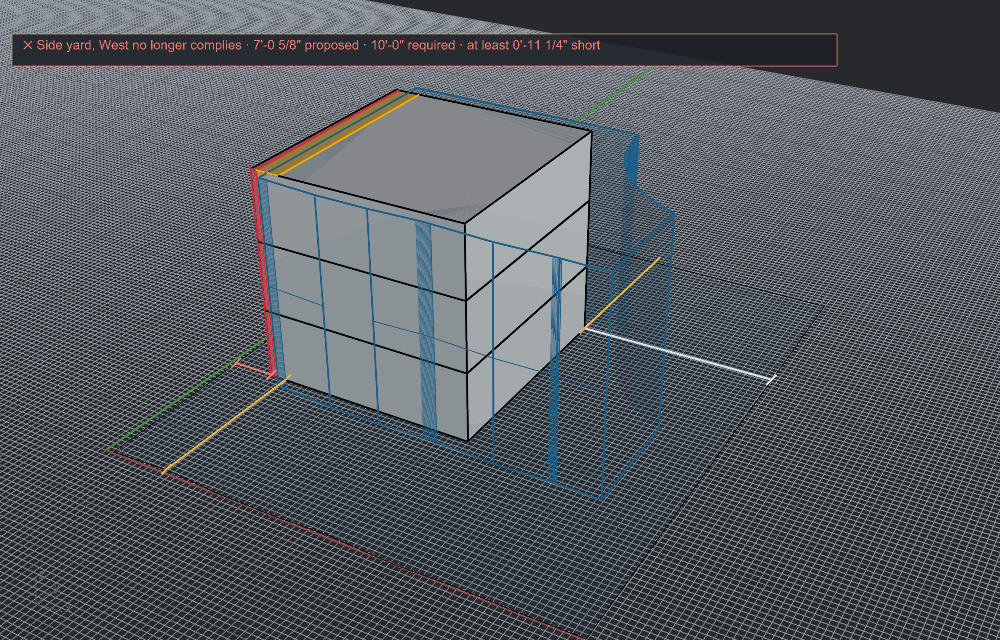 × Side yard, West no longer complies · 7'-0 5/8" proposed · 10'-0" required · at least 0'-11 1/4" short